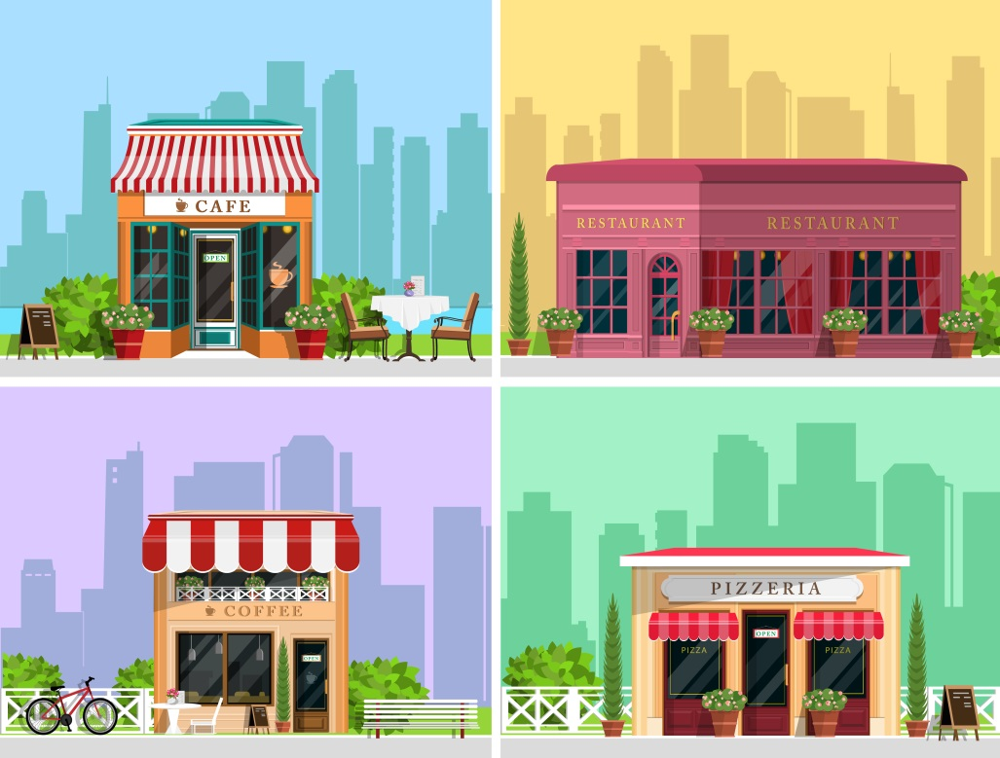 CAFE
OPEN
RESTAURANT
RESTAURANT
COFFEE
OPEN
PIZZERIA
OPEN
PIZZA
PIZZA